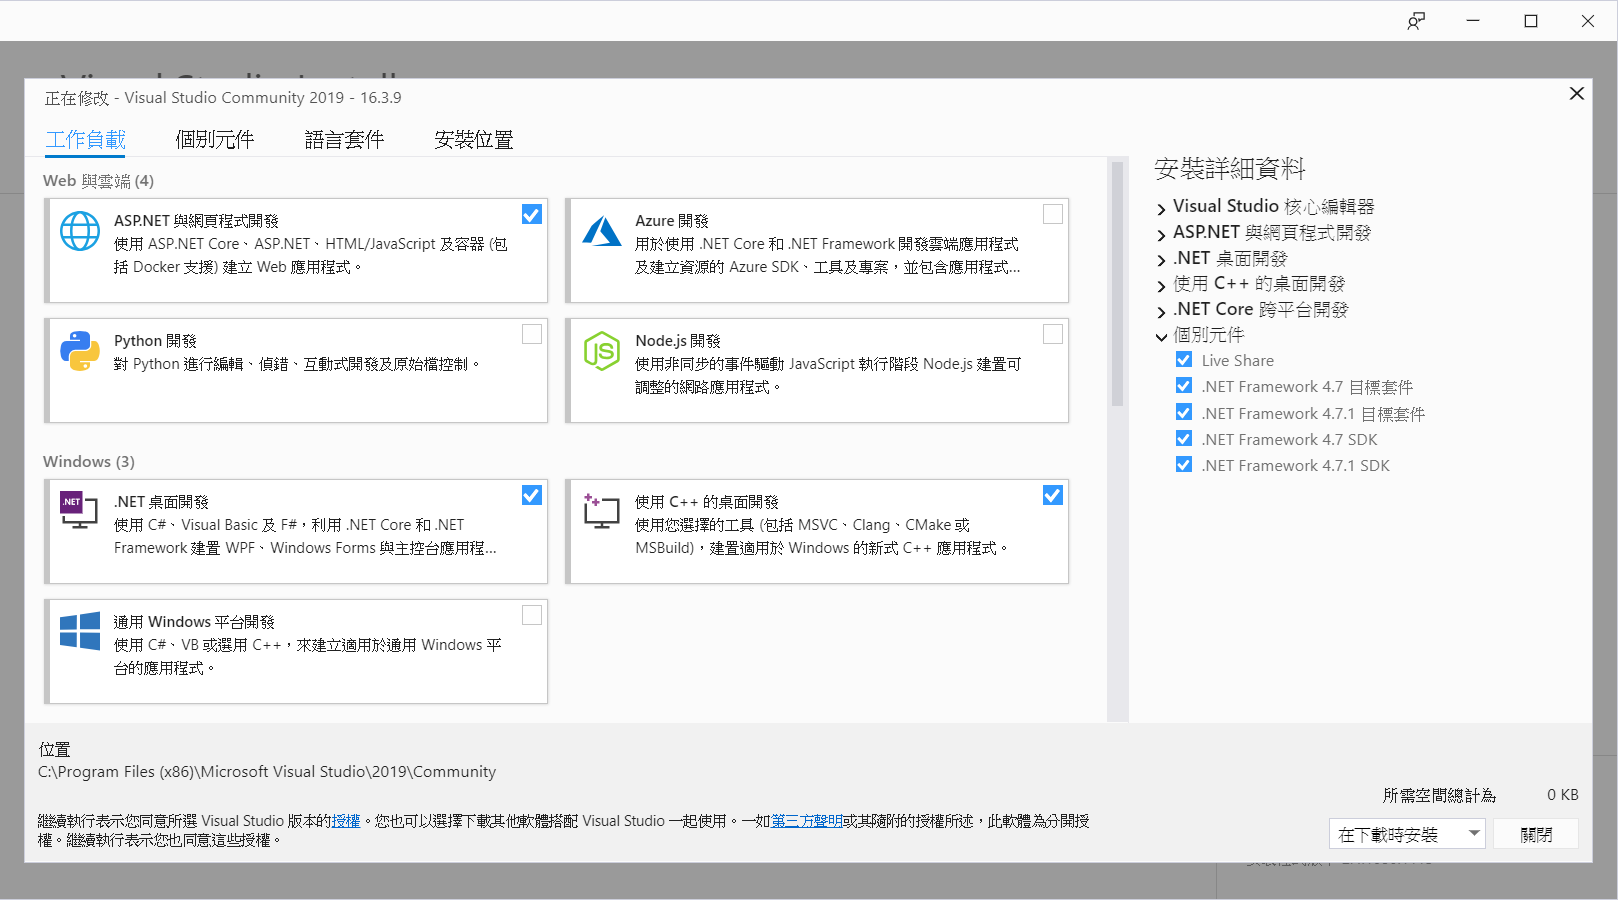 正在修改 - Visual Studio Community 2019 - 16.3.9
工作負載
個別元件
語言套件
安裝位置
Web 與雲端 (4)
ASP.NET 與網頁程式開發
使用 ASP.NET Core、ASP.NET、HTML/JavaScript 及容器 (包
括 Docker 支援) 建立 Web 應用程式。
Azure 開發
用於使用 .NET Core 和 .NET Framework 開發雲端應用程式
及建立資源的 Azure SDK、工具及專案，並包含應用程式...
Python 開發
對 Python 進行編輯、偵錯、互動式開發及原始檔控制。
Node.js 開發
使用非同步的事件驅動 JavaScript 執行階段 Node.js 建置可
調整的網路應用程式。
Windows (3)
.NET
.NET 桌面開發
使用 C#、Visual Basic 及 F#，利用 .NET Core 和 .NET
Framework 建置 WPF、Windows Forms 與主控台應用程...
使用 C++ 的桌面開發
使用您選擇的工具 (包括 MSVC、Clang、CMake 或
MSBuild)，建置適用於 Windows 的新式 C++ 應用程式。
通用 Windows 平台開發
使用 C#、VB 或選用 C++，來建立適用於通用 Windows 平
台的應用程式。
安裝詳細資料
Visual Studio 核心編輯器
ASP.NET 與網頁程式開發
.NET 桌面開發
使用 C++ 的桌面開發
.NET Core 跨平台開發
個別元件
Live Share
.NET Framework 4.7 目標套件
.NET Framework 4.7.1 目標套件
.NET Framework 4.7 SDK
.NET Framework 4.7.1 SDK
位置
C:\Program Files (x86)\Microsoft Visual Studio\2019\Community
所需空間總計為 0 KB
繼續執行表示您同意所選 Visual Studio 版本的授權。您也可以選擇下載其他軟體搭配 Visual Studio 一起使用。一如第三方聲明或其隨附的授權所述，此軟體為分開授
權。繼續執行表示您也同意這些授權。
在下載時安裝
關閉